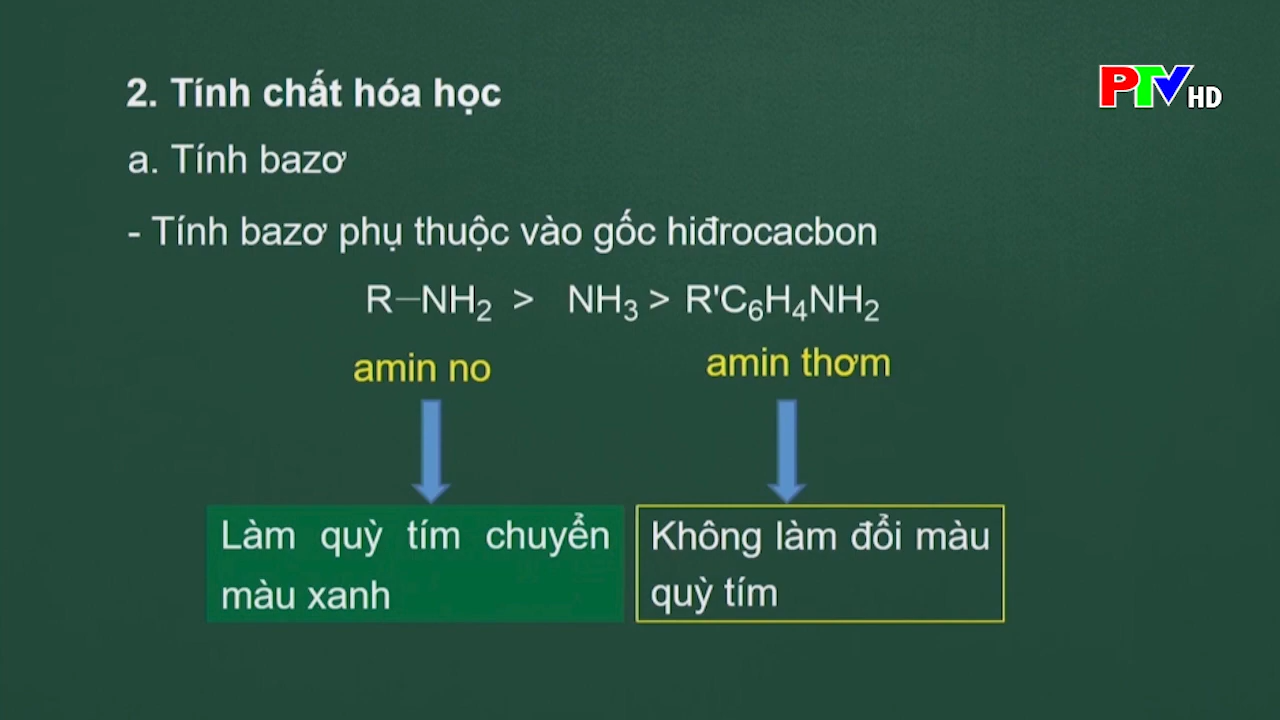 2. Tính chất hóa học
PTV HD
a. Tính bazơ
- Tính bazơ phụ thuộc vào gốc hiđrocacbon
R—NH₂ > NH₃ > R'C₆H₄NH₂
amin no
amin thơm
Làm quỳ tím chuyển
màu xanh
Không làm đổi màu
quỳ tím